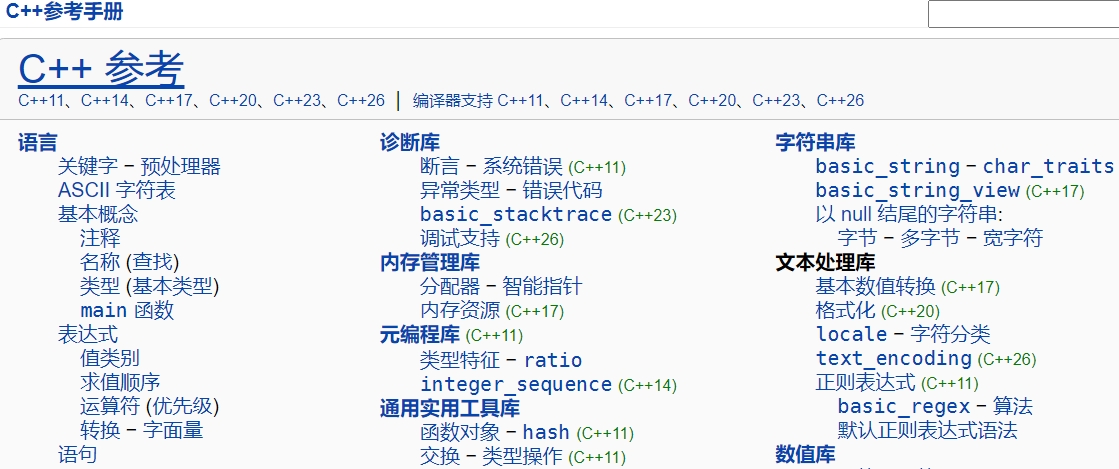 C++参考手册
C++ 参考
C++11、C++14、C++17、C++20、C++23、C++26 │ 编译器支持 C++11、C++14、C++17、C++20、C++23、C++26
语言
关键字 − 预处理器
ASCII 字符表
基本概念
注释
名称 (查找)
类型 (基本类型)
main 函数
表达式
值类别
求值顺序
运算符 (优先级)
转换 − 字面量
语句
诊断库
断言 − 系统错误 (C++11)
异常类型 − 错误代码
basic_stacktrace (C++23)
调试支持 (C++26)
内存管理库
分配器 − 智能指针
内存资源 (C++17)
元编程库 (C++11)
类型特征 − ratio
integer_sequence (C++14)
通用实用工具库
函数对象 − hash (C++11)
交换 − 类型操作 (C++11)
字符串库
basic_string − char_traits
basic_string_view (C++17)
以 null 结尾的字符串:
字节 − 多字节 − 宽字符
文本处理库
基本数值转换 (C++17)
格式化 (C++20)
locale − 字符分类
text_encoding (C++26)
正则表达式 (C++11)
basic_regex − 算法
默认正则表达式语法
数值库